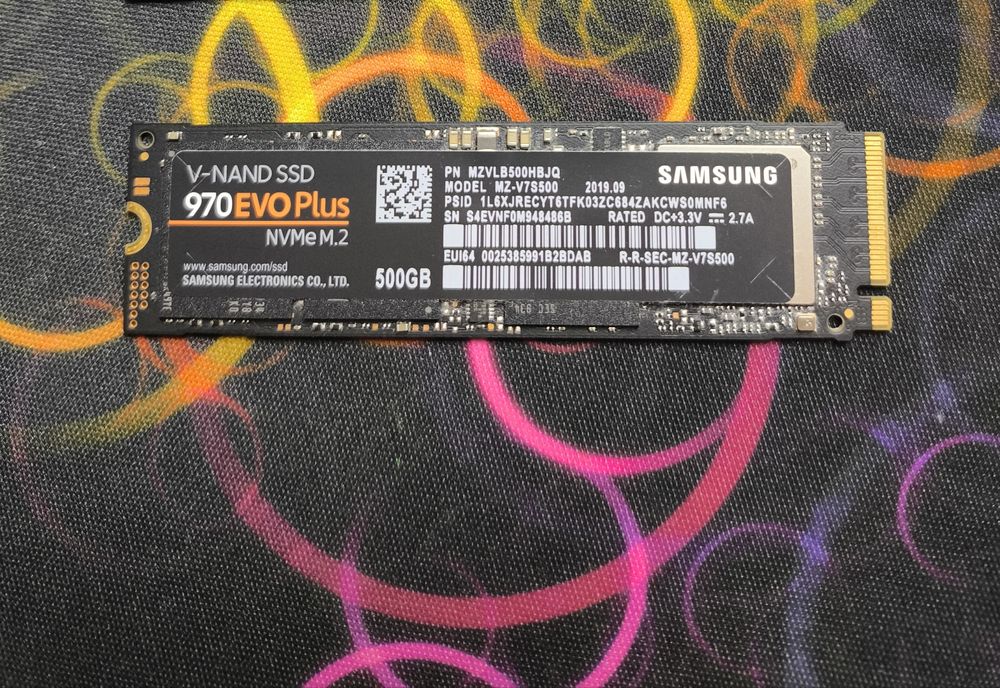 V-NAND SSD
970 EVO Plus
NVMe M.2
www.samsung.com/ssd
SAMSUNG ELECTRONICS CO., LTD.
500GB
PN MZVLB500HBJQ
MODEL MZ-V7S500 2019.09
PSID 1L6XJRECYT6TFK03ZC684ZAKCWS0MNF6
SN S4EVNF0M948486B RATED DC+3.3V 2.7A
EUI64 0025385991B2BDAB R-R-SEC-MZ-V7S500
SAMSUNG